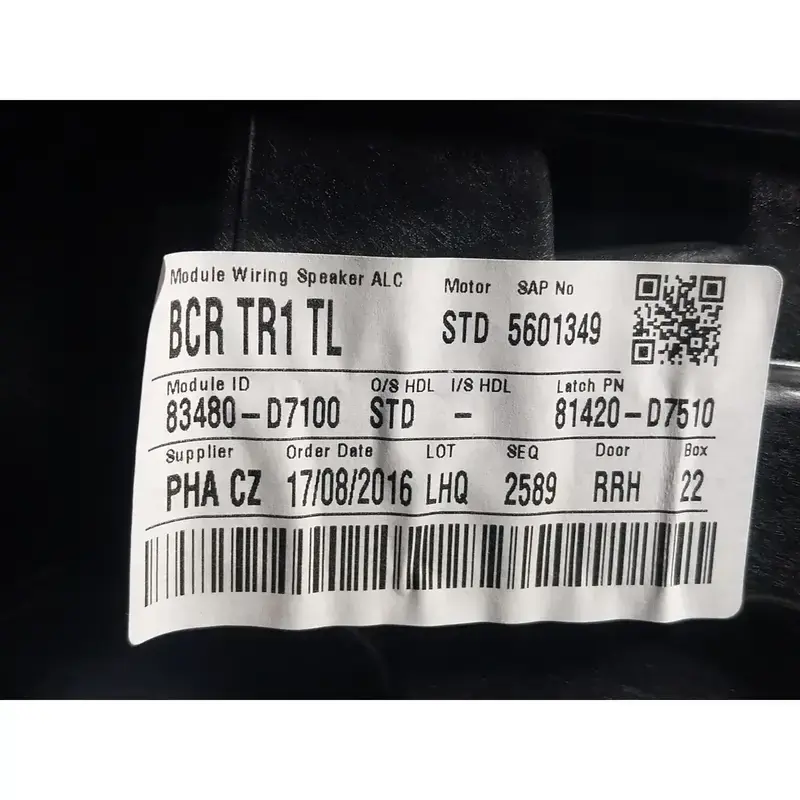 Module Wiring Speaker ALC Motor SAP No
BCR TR1 TL STD 5601349
Module ID O/S HDL I/S HDL Latch PN
83480-D7100 STD - 81420-D7510
Supplier Order Date LOT SEQ Door Box
PHA CZ 17/08/2016 LHQ 2589 RRH 22